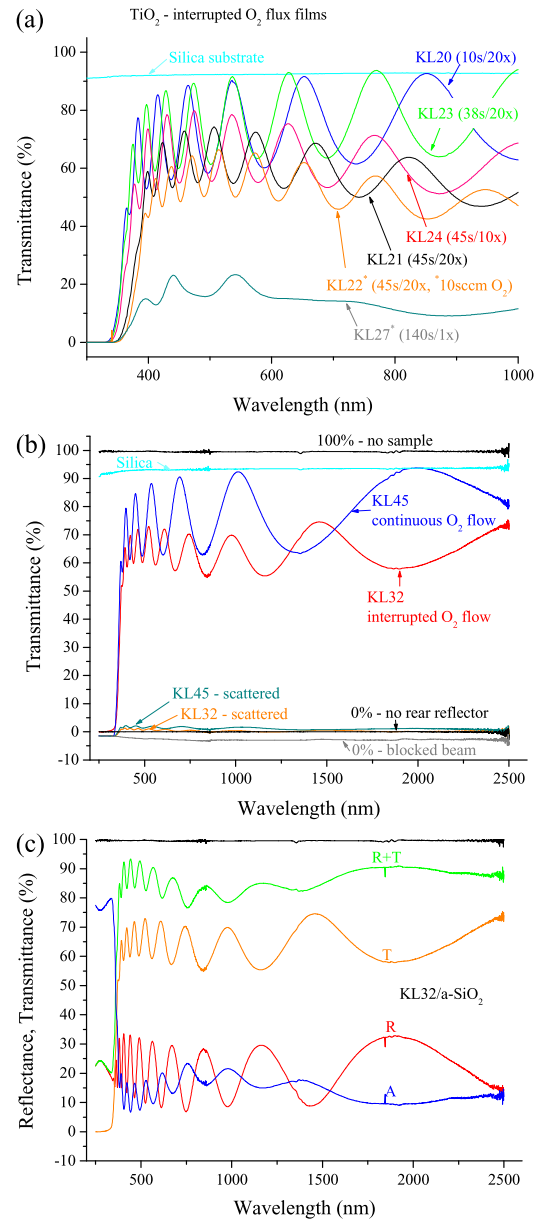 (a)
TiO2 - interrupted O2 flux films
Silica substrate
KL20 (10s/20x)
KL23 (38s/20x)
KL24 (45s/10x)
KL21 (45s/20x)
KL22* (45s/20x, *10sccm O2)
KL27* (140s/1x)
Transmittance (%)
100
80
60
40
20
0
400
600
800
1000
Wavelength (nm)
(b)
100% - no sample
Silica
KL45
continuous O2 flow
KL32
interrupted O2 flow
KL45 - scattered
KL32 - scattered
0% - no rear reflector
0% - blocked beam
Transmittance (%)
100
90
80
70
60
50
40
30
20
10
0
-10
500
1000
1500
2000
2500
Wavelength (nm)
(c)
R+T
T
KL32/a-SiO2
R
A
Reflectance, Transmittance (%)
100
90
80
70
60
50
40
30
20
10
0
-10
500
1000
1500
2000
2500
Wavelength (nm)